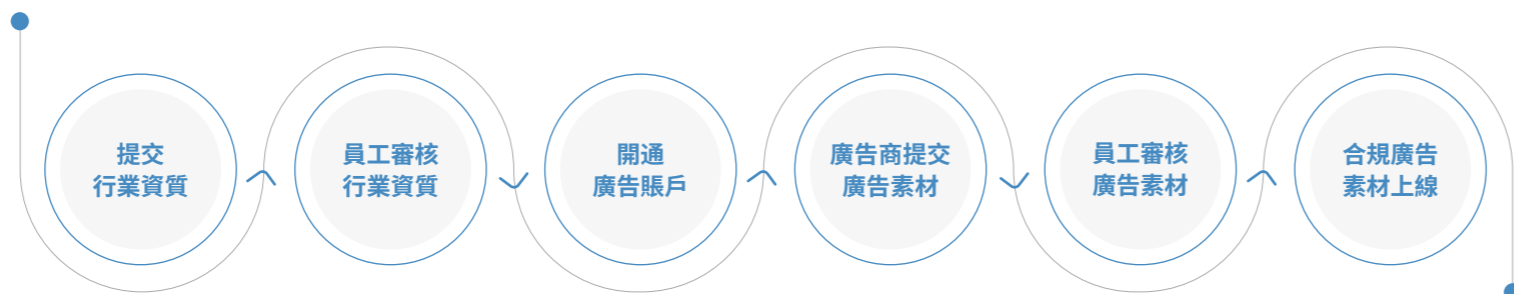 提交
行業資質
員工審核
行業資質
開通
廣告賬戶
廣告商提交
廣告素材
員工審核
廣告素材
合規廣告
素材上線